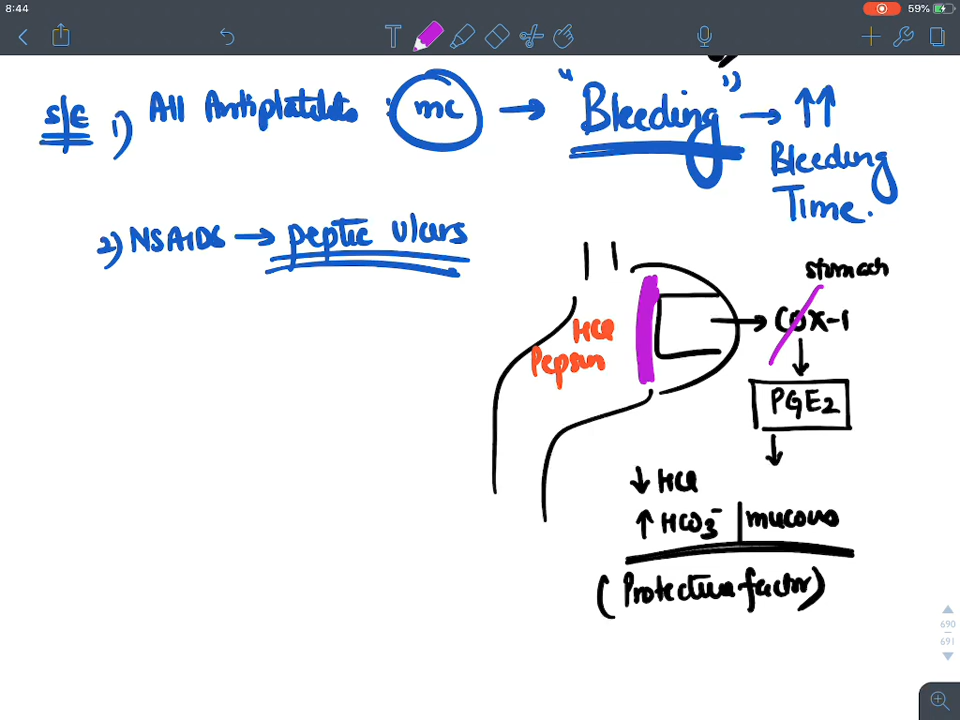 8:44
59%
T
s/e 1) All Antiplatelets : mc → "Bleeding" → ↑↑
Bleeding
Time.
2) NSAIDS → peptic ulcers
stomach
HCl
COX-1
Pepsin
PGE2
↓ HCl
↑ HCO3⁻ | mucous
(Protective factor)
690
691